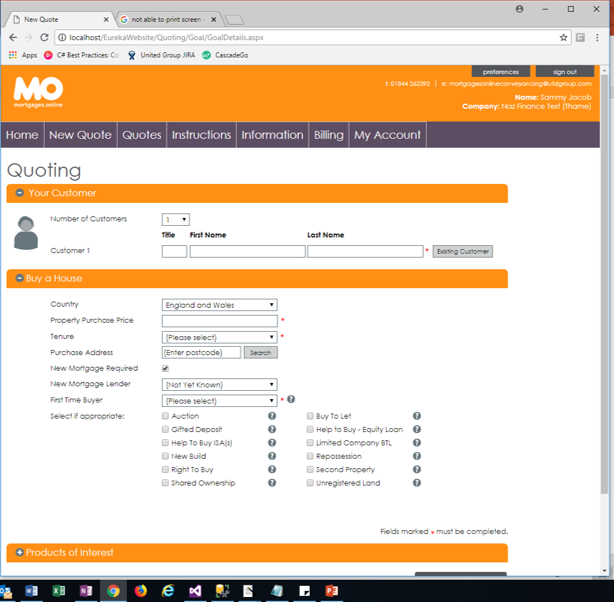 New Quote
not able to print screen -
localhost/EurekaWebsite/Quoting/Goal/GoalDetails.aspx
Apps C# Best Practices: Co United Group JIRA CascadeGo
preferences sign out
MO
mortgages.online
t: 01844 263392 | e: mortgagesonlineconveyancing@utdgroup.com
Name: Sammy Jacob
Company: Naz Finance Test (Thame)
Home New Quote Quotes Instructions Information Billing My Account
Quoting
Your Customer
Number of Customers 1
Title First Name Last Name
Customer 1 * Existing Customer
Buy a House
Country England and Wales
Property Purchase Price *
Tenure {Please select} *
Purchase Address {Enter postcode} Search
New Mortgage Required
New Mortgage Lender {Not Yet Known}
First Time Buyer {Please select} * ?
Select if appropriate: Auction ? Buy To Let ?
Gifted Deposit ? Help to Buy - Equity Loan ?
Help To Buy ISA(s) ? Limited Company BTL ?
New Build ? Repossession ?
Right To Buy ? Second Property ?
Shared Ownership ? Unregistered Land ?
Fields marked * must be completed.
Products of Interest